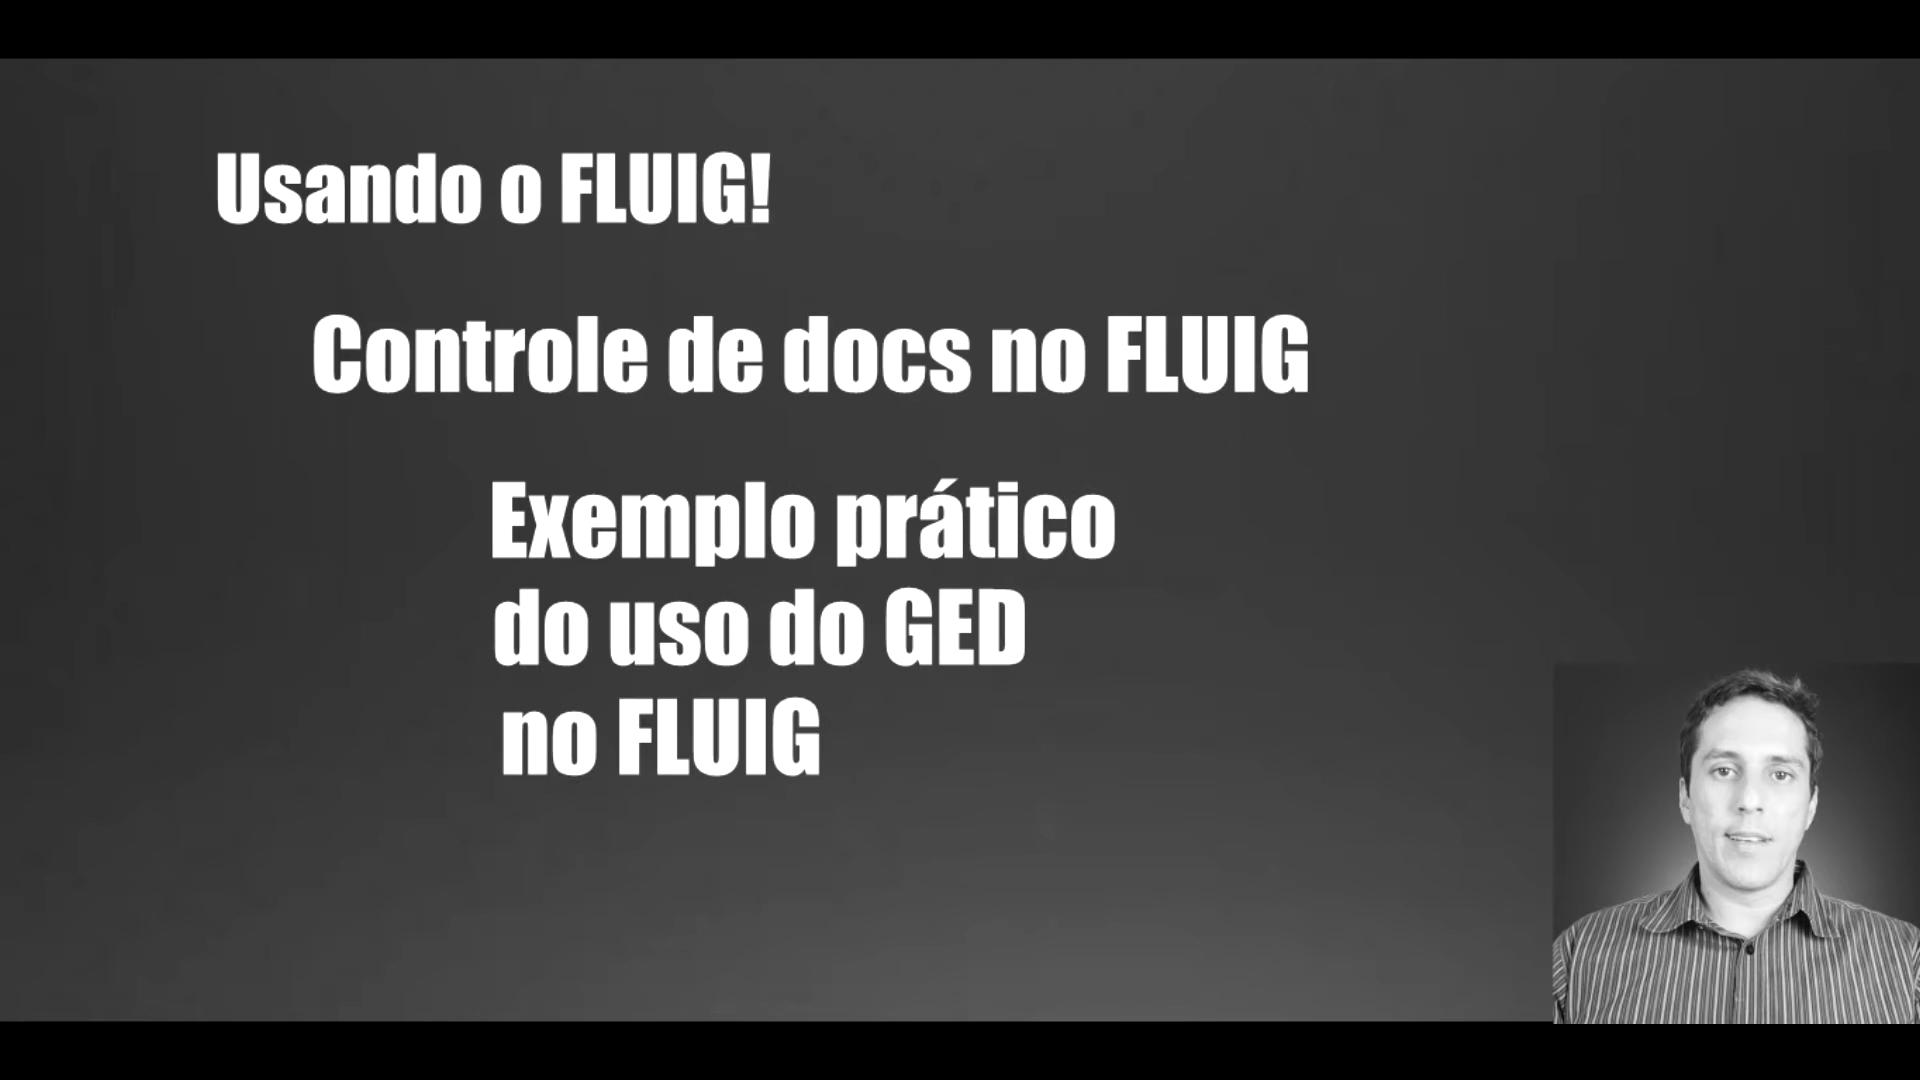 Usando o FLUIG!
Controle de docs no FLUIG
Exemplo prático
do uso do GED
no FLUIG